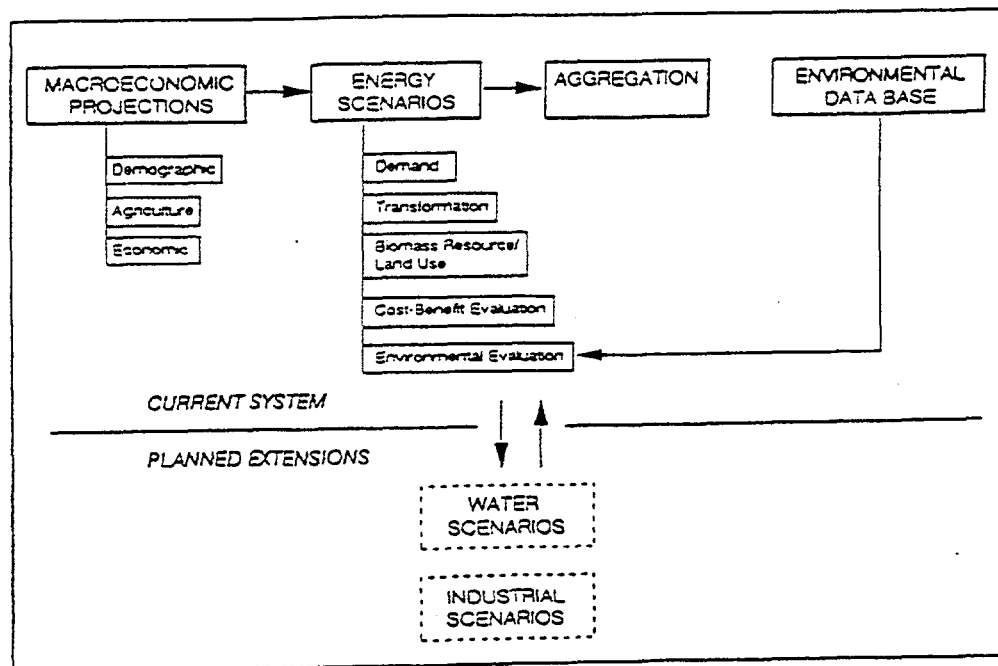 MACROECONOMIC
PROJECTIONS
ENERGY
SCENARIOS
AGGREGATION
ENVIRONMENTAL
DATA BASE
Demographic
Agriculture
Economic
Demand
Transformation
Biomass Resource/
Land Use
Cost-Benefit Evaluation
Environmental Evaluation
CURRENT SYSTEM
PLANNED EXTENSIONS
WATER
SCENARIOS
INDUSTRIAL
SCENARIOS